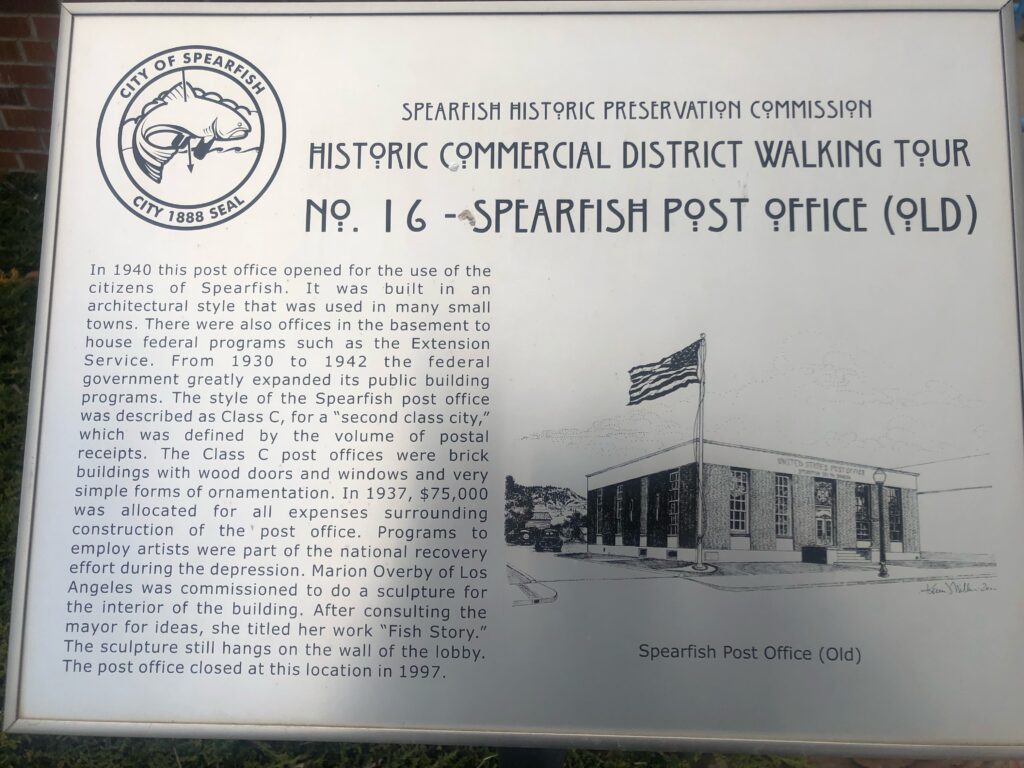 CITY OF SPEARFISH
CITY 1888 SEAL
SPEARFISH HISTORIC PRESERVATION COMMISSION
HISTORIC COMMERCIAL DISTRICT WALKING TOUR
NO. 16 - SPEARFISH POST OFFICE (OLD)
In 1940 this post office opened for the use of the
citizens of Spearfish. It was built in an
architectural style that was used in many small
towns. There were also offices in the basement to
house federal programs such as the Extension
Service. From 1930 to 1942 the federal
government greatly expanded its public building
programs. The style of the Spearfish post office
was described as Class C, for a “second class city,”
which was defined by the volume of postal
receipts. The Class C post offices were brick
buildings with wood doors and windows and very
simple forms of ornamentation. In 1937, $75,000
was allocated for all expenses surrounding
construction of the post office. Programs to
employ artists were part of the national recovery
effort during the depression. Marion Overby of Los
Angeles was commissioned to do a sculpture for
the interior of the building. After consulting the
mayor for ideas, she titled her work “Fish Story.”
The sculpture still hangs on the wall of the lobby.
The post office closed at this location in 1997.
UNITED STATES POST OFFICE
Spearfish Post Office (Old)